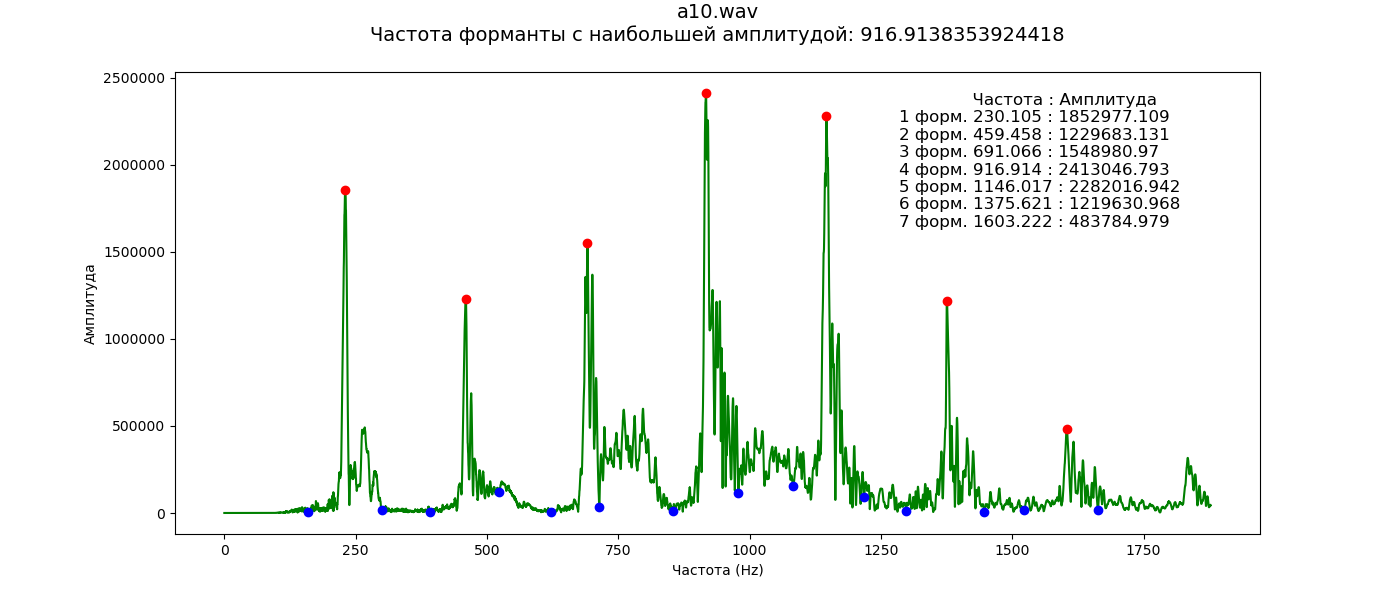 a10.wav
Частота форманты с наибольшей амплитудой: 916.9138353924418
2500000
2000000
1500000
1000000
500000
0
Амплитуда
Частота : Амплитуда
1 форм. 230.105 : 1852977.109
2 форм. 459.458 : 1229683.131
3 форм. 691.066 : 1548980.97
4 форм. 916.914 : 2413046.793
5 форм. 1146.017 : 2282016.942
6 форм. 1375.621 : 1219630.968
7 форм. 1603.222 : 483784.979
0 250 500 750 1000 1250 1500 1750
Частота (Hz)